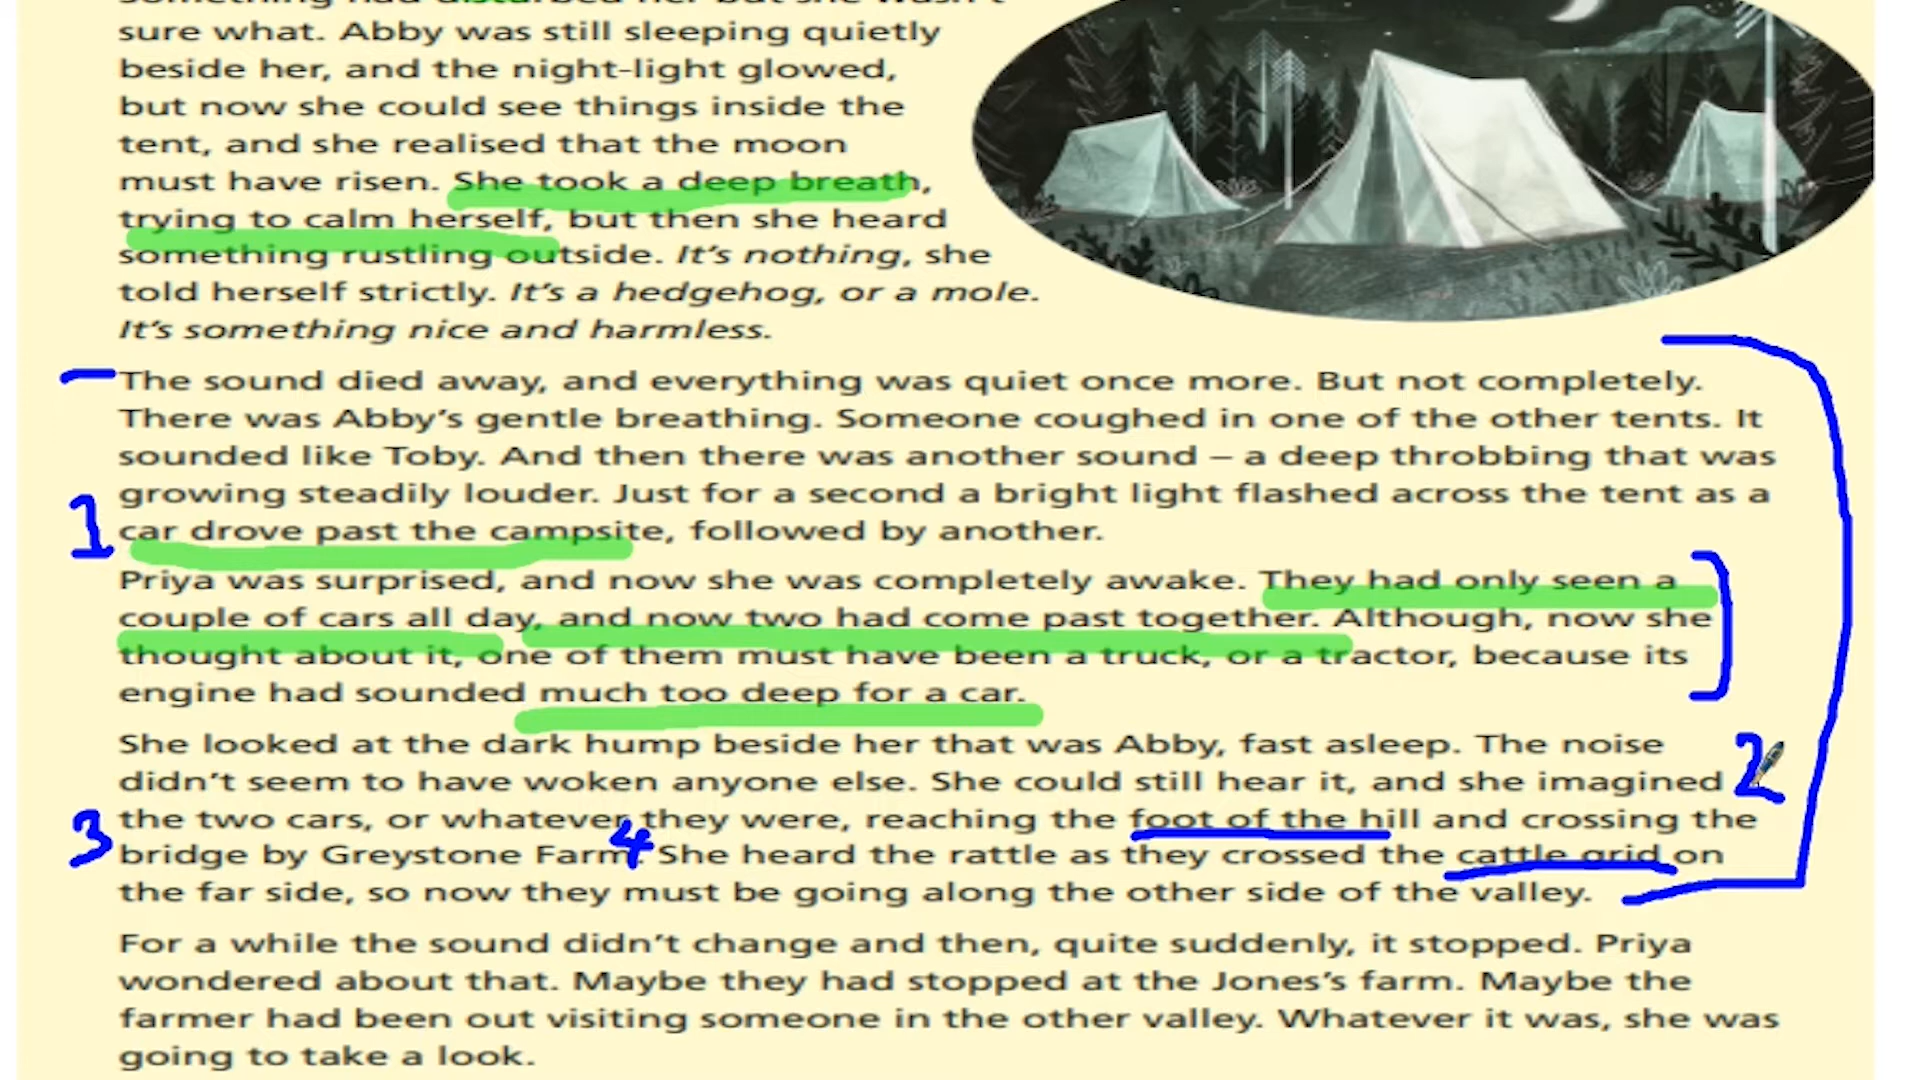 Something had disturbed her but she wasn't
sure what. Abby was still sleeping quietly
beside her, and the night-light glowed,
but now she could see things inside the
tent, and she realised that the moon
must have risen. She took a deep breath,
trying to calm herself, but then she heard
something rustling outside. It's nothing, she
told herself strictly. It's a hedgehog, or a mole.
It's something nice and harmless.
The sound died away, and everything was quiet once more. But not completely.
There was Abby's gentle breathing. Someone coughed in one of the other tents. It
sounded like Toby. And then there was another sound – a deep throbbing that was
growing steadily louder. Just for a second a bright light flashed across the tent as a
1 car drove past the campsite, followed by another.
Priya was surprised, and now she was completely awake. They had only seen a
couple of cars all day, and now two had come past together. Although, now she
thought about it, one of them must have been a truck, or a tractor, because its
engine had sounded much too deep for a car.
She looked at the dark hump beside her that was Abby, fast asleep. The noise
didn't seem to have woken anyone else. She could still hear it, and she imagined 2
3 the two cars, or whatever they were, reaching the foot of the hill and crossing the
bridge by Greystone Farm. 4 She heard the rattle as they crossed the cattle grid on
the far side, so now they must be going along the other side of the valley.
For a while the sound didn't change and then, quite suddenly, it stopped. Priya
wondered about that. Maybe they had stopped at the Jones's farm. Maybe the
farmer had been out visiting someone in the other valley. Whatever it was, she was
going to take a look.